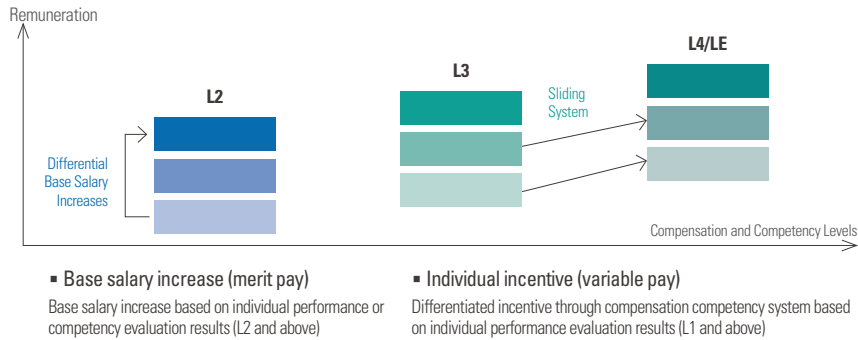 Remuneration
L2
L3
L4/LE
Sliding
System
Differential
Base Salary
Increases
Compensation and Competency Levels
▪ Base salary increase (merit pay)
Base salary increase based on individual performance or
competency evaluation results (L2 and above)
▪ Individual incentive (variable pay)
Differentiated incentive through compensation competency system based
on individual performance evaluation results (L1 and above)